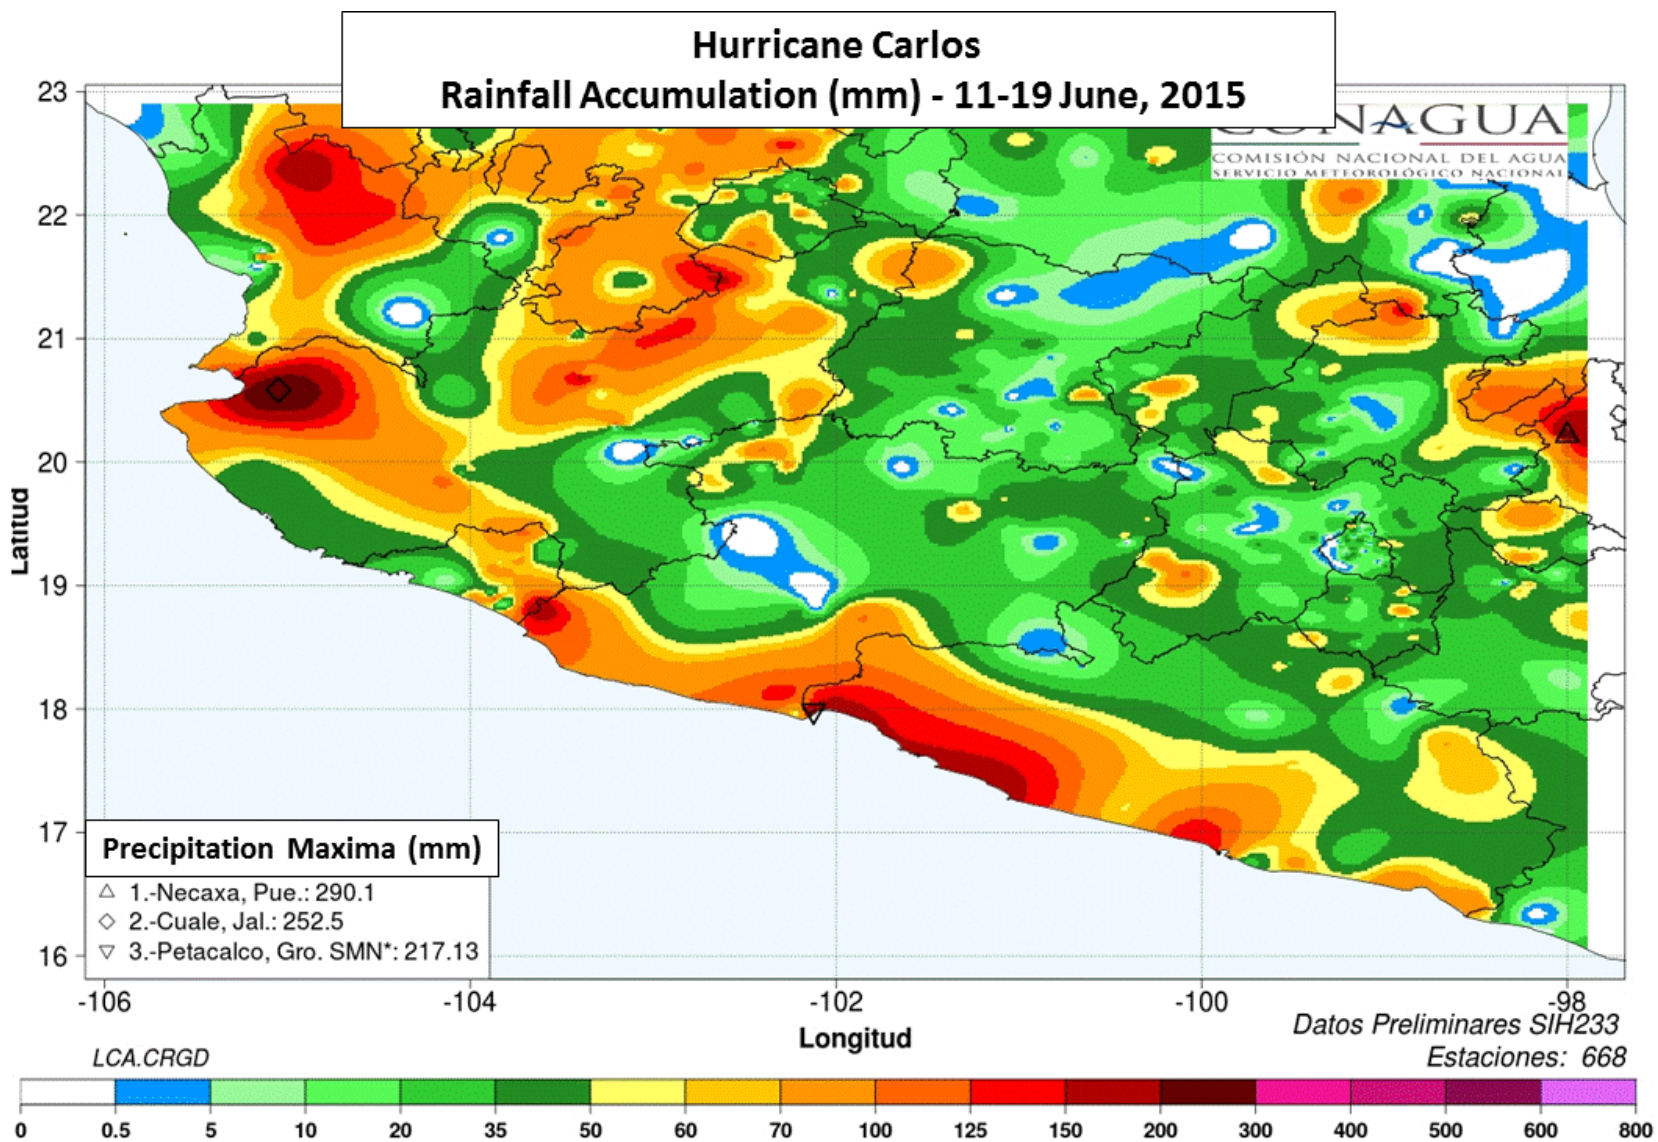 Hurricane Carlos
Rainfall Accumulation (mm) - 11-19 June, 2015
CONAGUA
COMISIÓN NACIONAL DEL AGUA
SERVICIO METEOROLÓGICO NACIONAL
23
22
21
20
19
18
17
16
Latitud
Precipitation Maxima (mm)
1.-Necaxa, Pue.: 290.1
2.-Cuale, Jal.: 252.5
3.-Petacalco, Gro. SMN*: 217.13
-106 -104 -102 -100 -98
Longitud
Datos Preliminares SIH233
LCA.CRGD Estaciones: 668
0 0.5 5 10 20 35 50 60 70 100 125 150 200 300 400 500 600 800